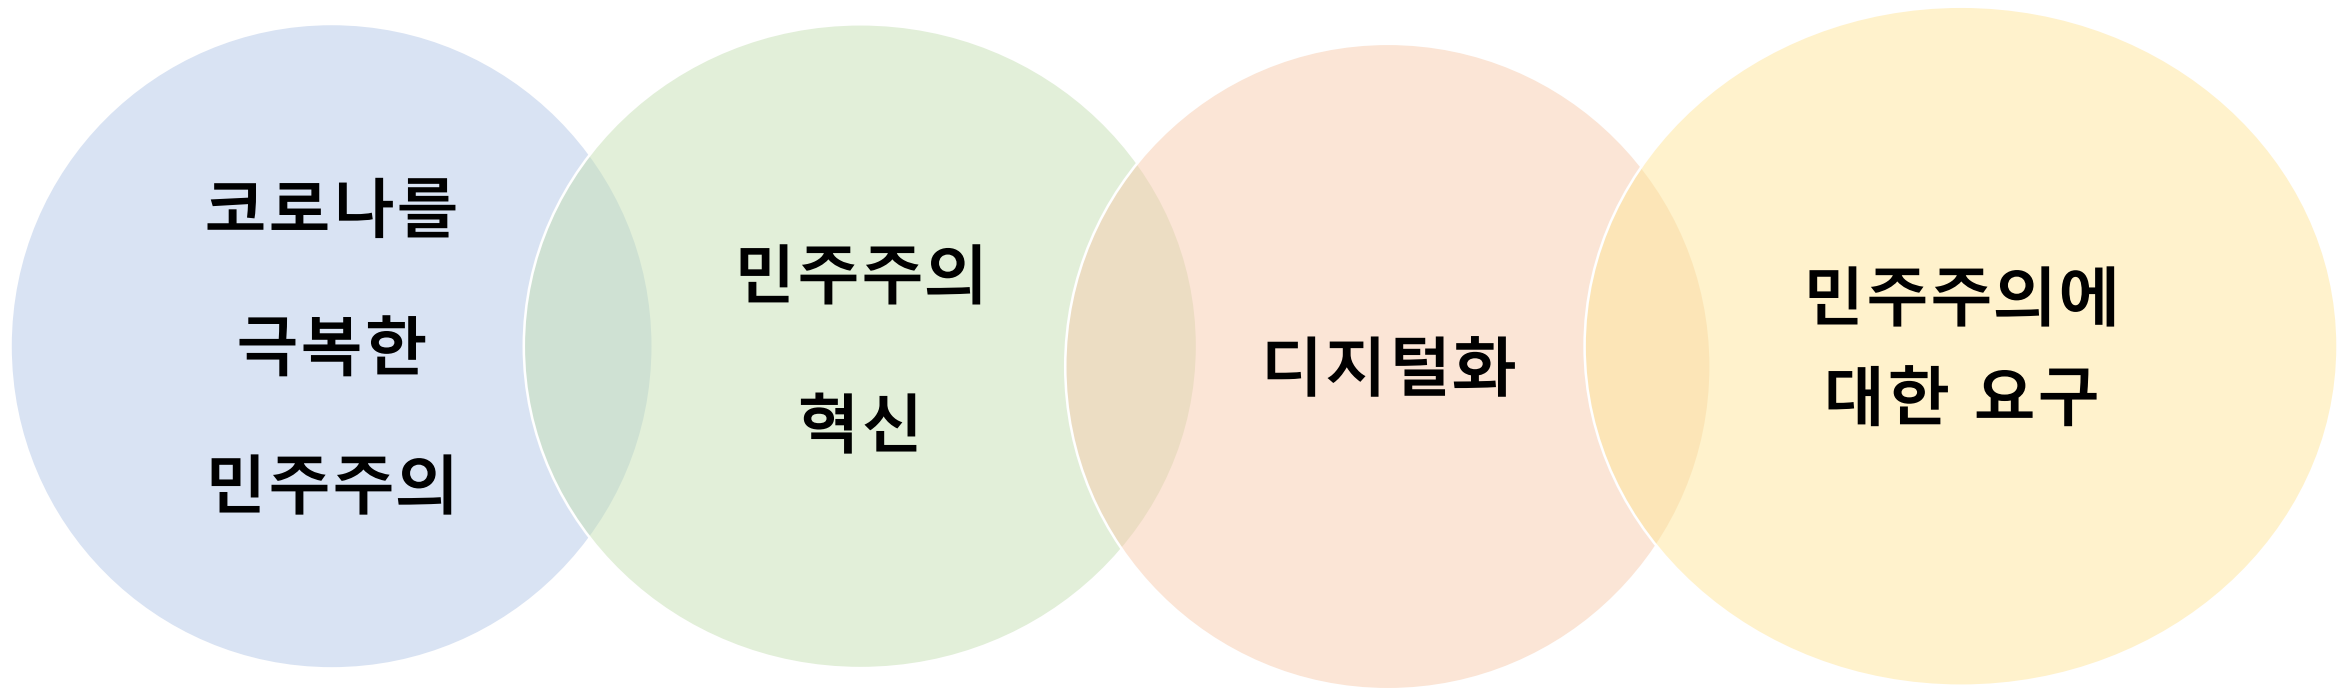 코로나를
극복한
민주주의
민주주의
혁신
디지털화
민주주의에
대한 요구